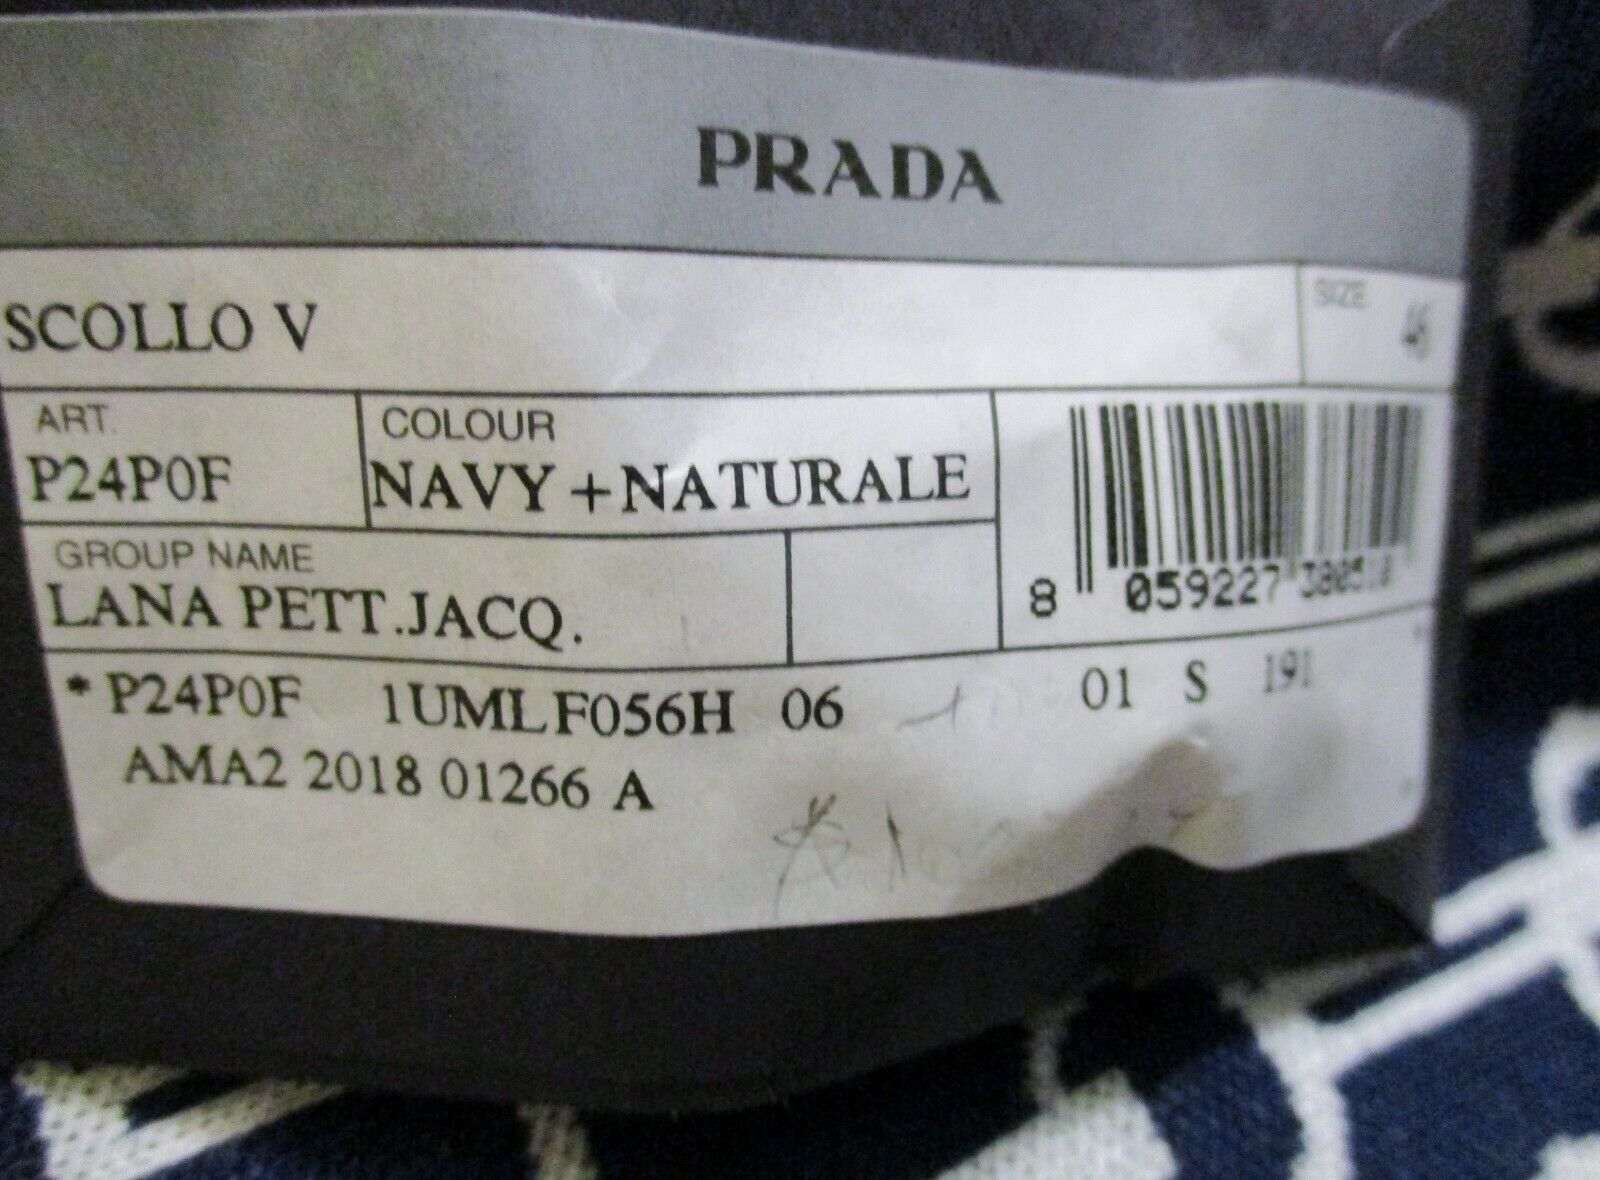 PRADA
SCOLLO V
SIZE
ART.
P24P0F
COLOUR
NAVY +NATURALE
GROUP NAME
LANA PETT.JACQ.
8 059227 380510
* P24P0F 1UMLF056H 06 01 S 191
AMA2 2018 01266 A